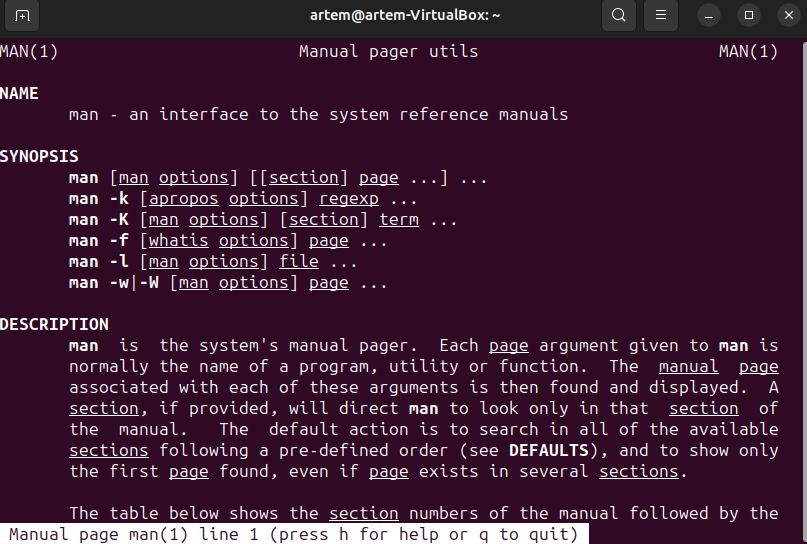 artem@artem-VirtualBox: ~
MAN(1) Manual pager utils MAN(1)
NAME
man - an interface to the system reference manuals
SYNOPSIS
man [man options] [[section] page ...] ...
man -k [apropos options] regexp ...
man -K [man options] [section] term ...
man -f [whatis options] page ...
man -l [man options] file ...
man -w|-W [man options] page ...
DESCRIPTION
man is the system's manual pager. Each page argument given to man is
normally the name of a program, utility or function. The manual page
associated with each of these arguments is then found and displayed. A
section, if provided, will direct man to look only in that section of
the manual. The default action is to search in all of the available
sections following a pre-defined order (see DEFAULTS), and to show only
the first page found, even if page exists in several sections.
The table below shows the section numbers of the manual followed by the
Manual page man(1) line 1 (press h for help or q to quit)